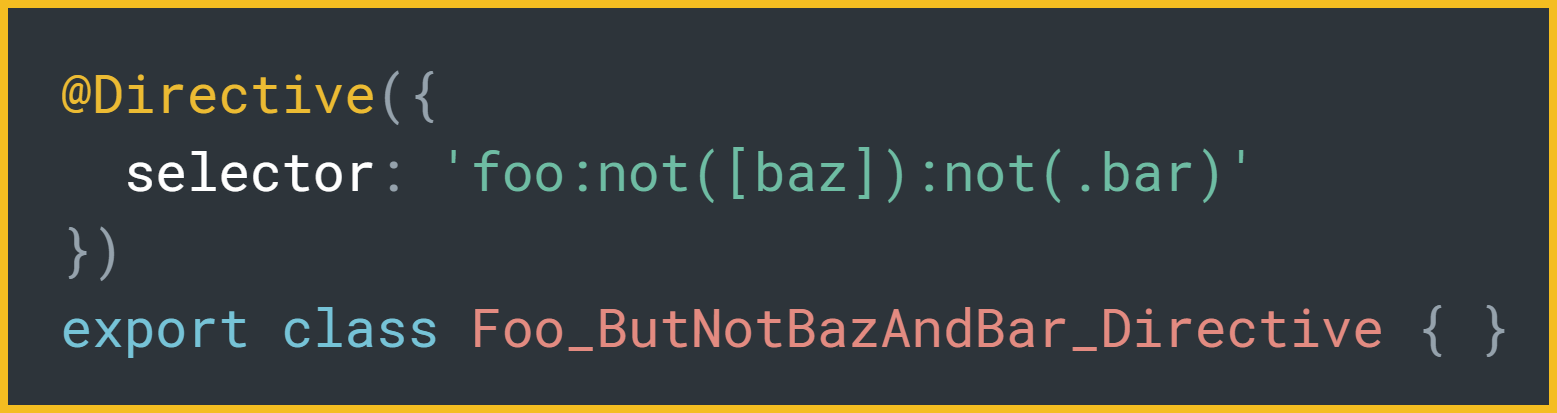 @Directive({
  selector: 'foo:not([baz]):not(.bar)'
})
export class Foo_ButNotBazAndBar_Directive { }